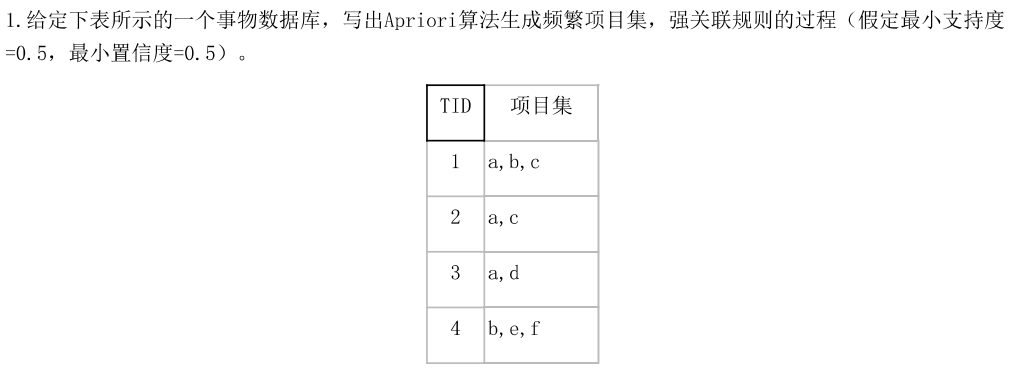 1.给定下表所示的一个事物数据库，写出Apriori算法生成频繁项目集，强关联规则的过程（假定最小支持度
=0.5，最小置信度=0.5）。
TID 项目集
1 a,b,c
2 a,c
3 a,d
4 b,e,f